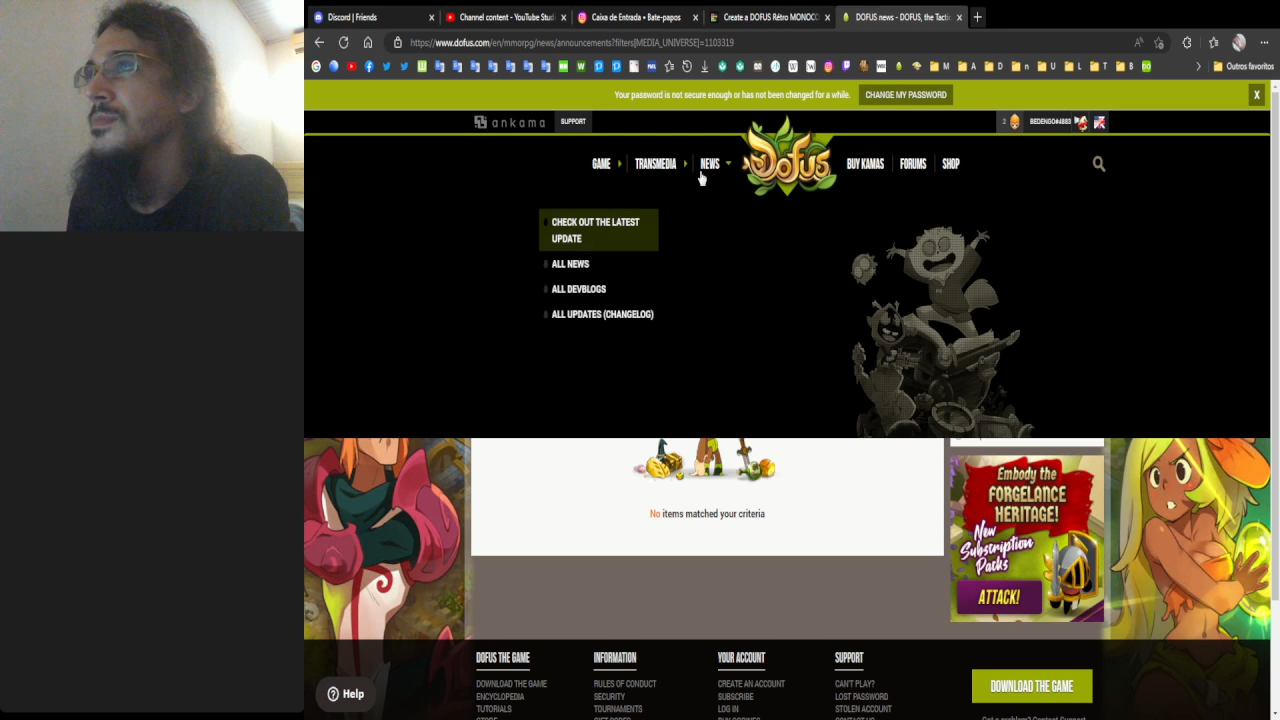 Discord | Friends
Channel content - YouTube Studi
Caixa de Entrada • Bate-papos
Create a DOFUS Rétro MONOCO
DOFUS news - DOFUS, the Tactic
https://www.dofus.com/en/mmorpg/news/announcements?filters[MEDIA_UNIVERSE]=1103319
M
A
D
n
U
L
T
B
Outros favoritos
Your password is not secure enough or has not been changed for a while.
CHANGE MY PASSWORD
X
ankama
SUPPORT
2
BEDENGO#4883
GAME
TRANSMEDIA
NEWS
DOFUS
BUY KAMAS
FORUMS
SHOP
CHECK OUT THE LATEST
UPDATE
ALL NEWS
ALL DEVBLOGS
ALL UPDATES (CHANGELOG)
No items matched your criteria
Embody the
FORGELANCE
HERITAGE!
New
Subscription
Packs
ATTACK!
DOFUS THE GAME
INFORMATION
YOUR ACCOUNT
SUPPORT
DOWNLOAD THE GAME
RULES OF CONDUCT
CREATE AN ACCOUNT
CAN'T PLAY?
ENCYCLOPEDIA
SECURITY
SUBSCRIBE
LOST PASSWORD
TUTORIALS
TOURNAMENTS
LOG IN
STOLEN ACCOUNT
DOWNLOAD THE GAME
Help